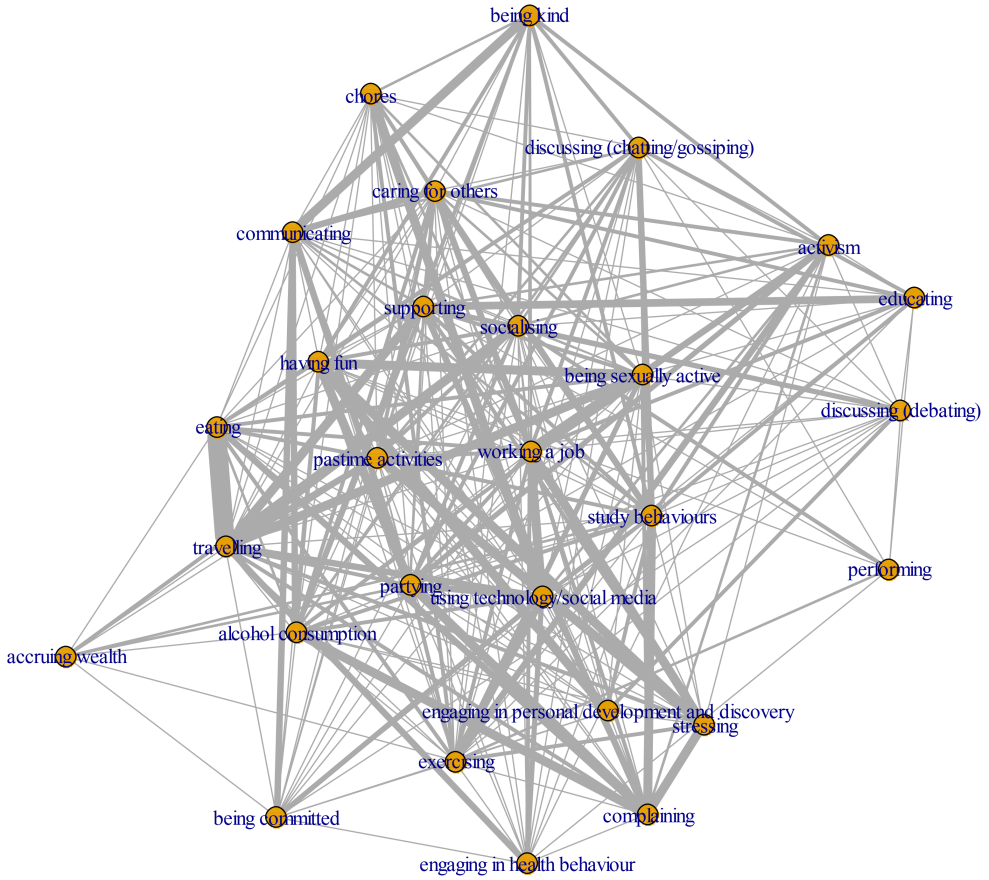 being kind
chores
discussing (chatting/gossiping)
caring for others
communicating
activism
educating
supporting
socialising
having fun
being sexually active
discussing (debating)
eating
pastime activities
working a job
study behaviours
travelling
performing
partying
using technology/social media
alcohol consumption
accruing wealth
engaging in personal development and discovery
stressing
exercising
being committed
complaining
engaging in health behaviour